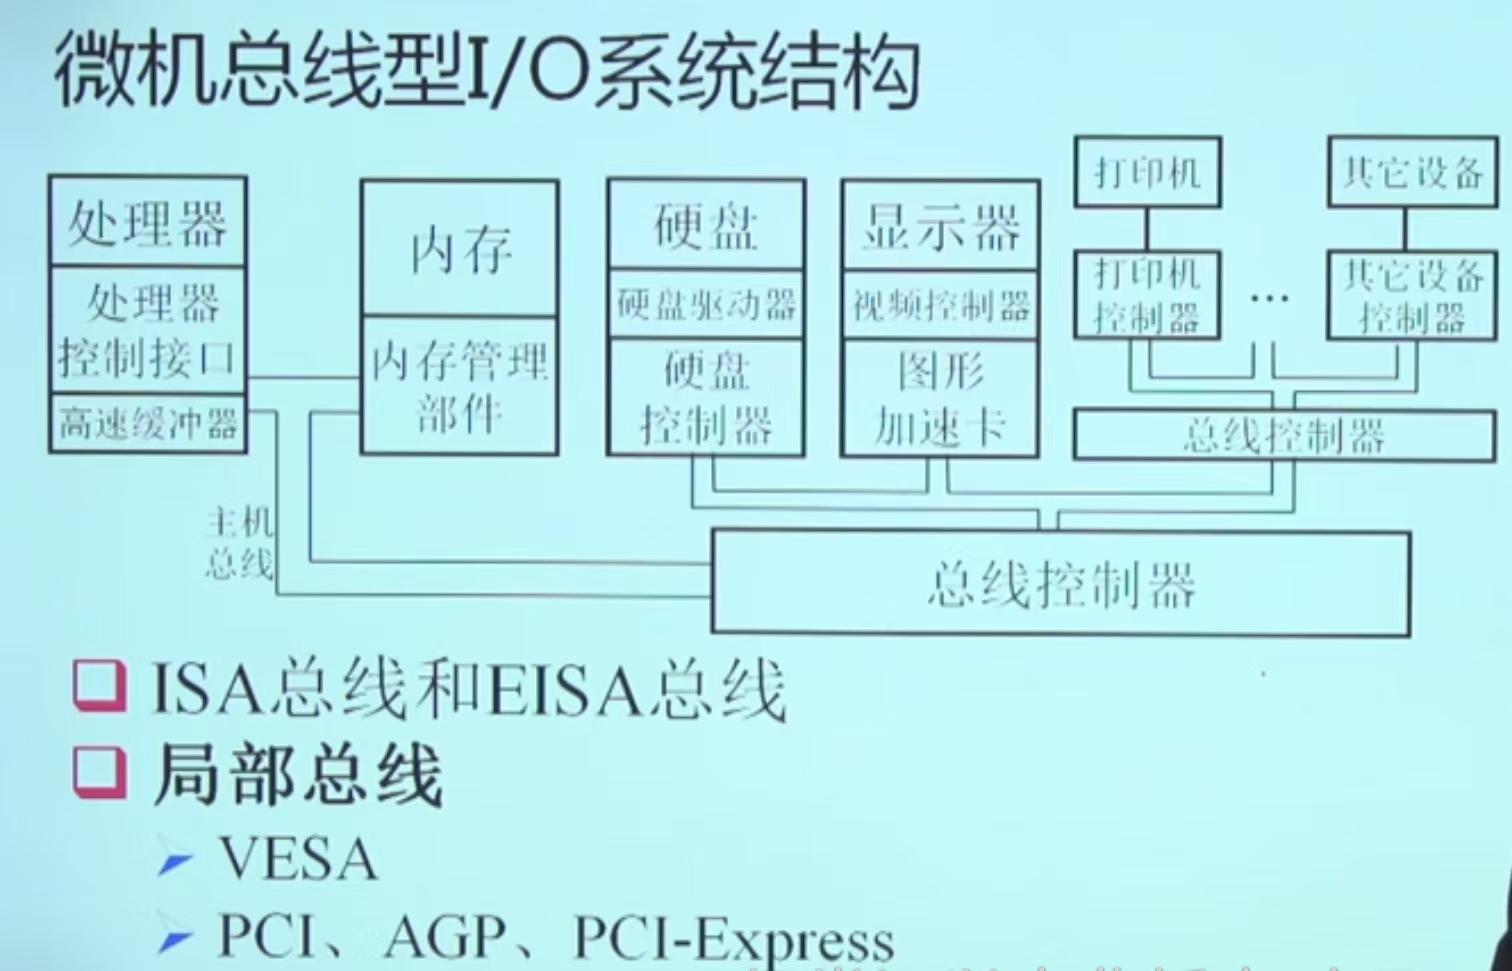 微机总线型I/O系统结构
处理器
处理器
控制接口
高速缓冲器
内存
内存管理
部件
硬盘
硬盘驱动器
硬盘
控制器
显示器
视频控制器
图形
加速卡
打印机
打印机
控制器
...
其它设备
其它设备
控制器
总线控制器
主机
总线
总线控制器
ISA总线和EISA总线
局部总线
VESA
PCI、AGP、PCI-Express